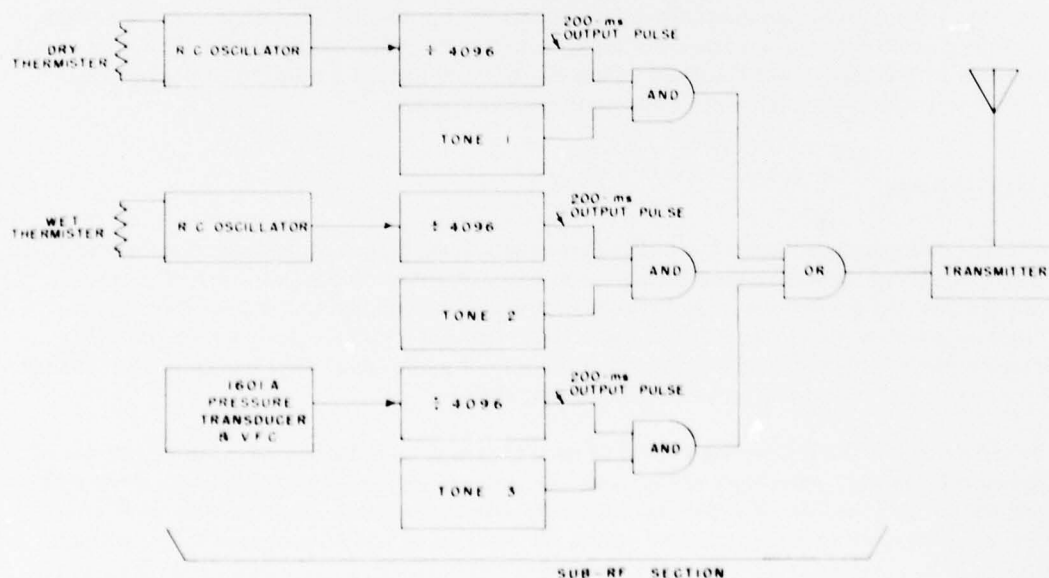 DRY
THERMISTER
R C OSCILLATOR
÷ 4096
200-ms
OUTPUT PULSE
AND
TONE 1
WET
THERMISTER
R C OSCILLATOR
÷ 4096
200-ms
OUTPUT PULSE
AND
OR
TRANSMITTER
TONE 2
1601A
PRESSURE
TRANSDUCER
& VFC
÷ 4096
200-ms
OUTPUT PULSE
AND
TONE 3
SUB-RF SECTION